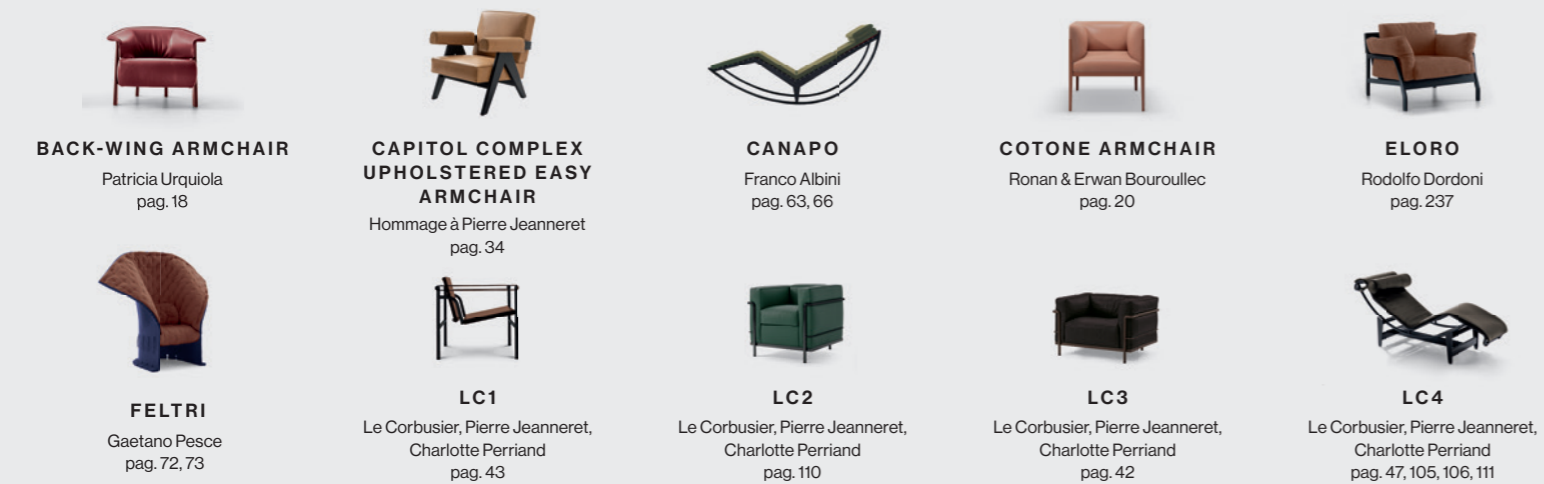 BACK-WING ARMCHAIR
Patricia Urquiola
pag. 18
CAPITOL COMPLEX
UPHOLSTERED EASY
ARMCHAIR
Hommage à Pierre Jeanneret
pag. 34
CANAPO
Franco Albini
pag. 63, 66
COTONE ARMCHAIR
Ronan & Erwan Bouroullec
pag. 20
ELORO
Rodolfo Dordoni
pag. 237
FELTRI
Gaetano Pesce
pag. 72, 73
LC1
Le Corbusier, Pierre Jeanneret,
Charlotte Perriand
pag. 43
LC2
Le Corbusier, Pierre Jeanneret,
Charlotte Perriand
pag. 110
LC3
Le Corbusier, Pierre Jeanneret,
Charlotte Perriand
pag. 42
LC4
Le Corbusier, Pierre Jeanneret,
Charlotte Perriand
pag. 47, 105, 106, 111